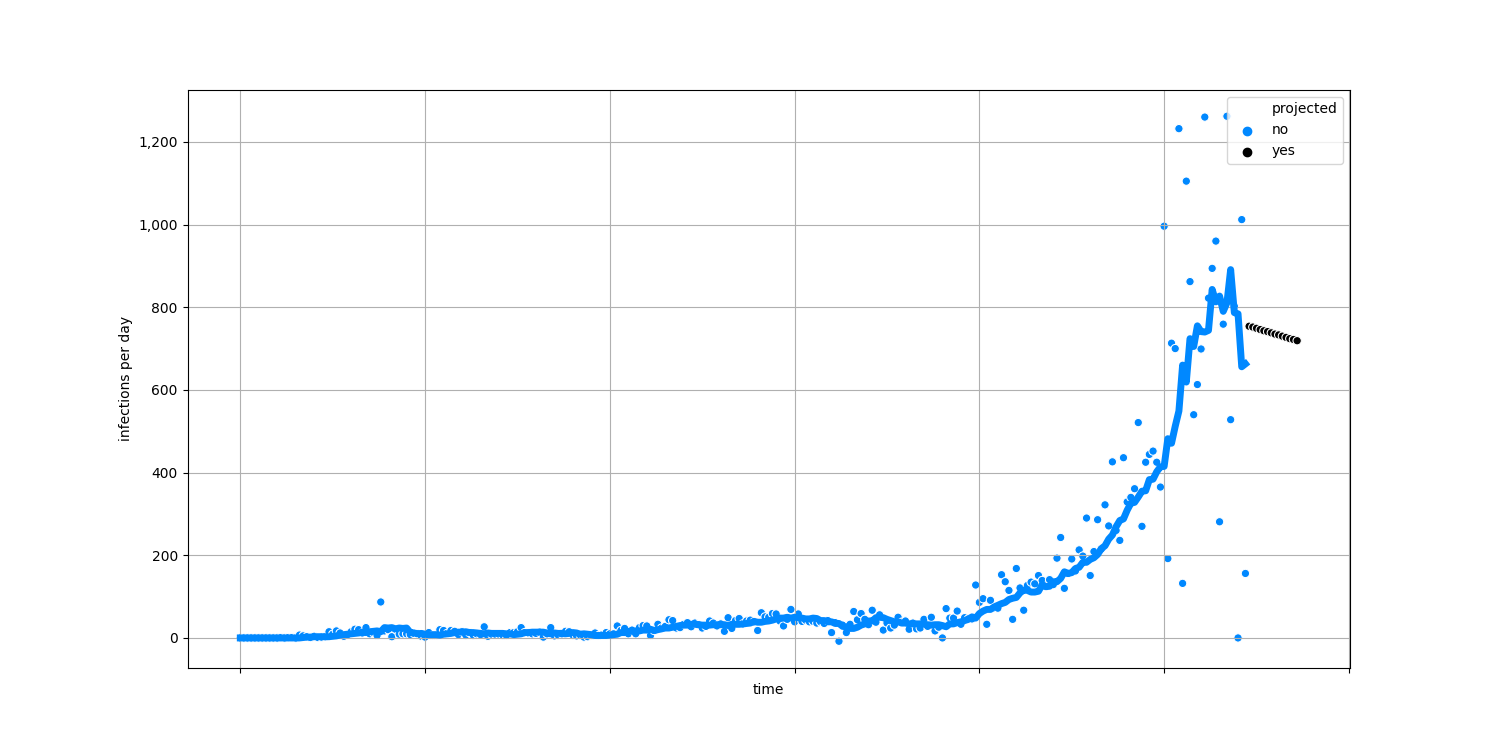 projected
no
yes
1,200
1,000
800
600
400
200
0
infections per day
time